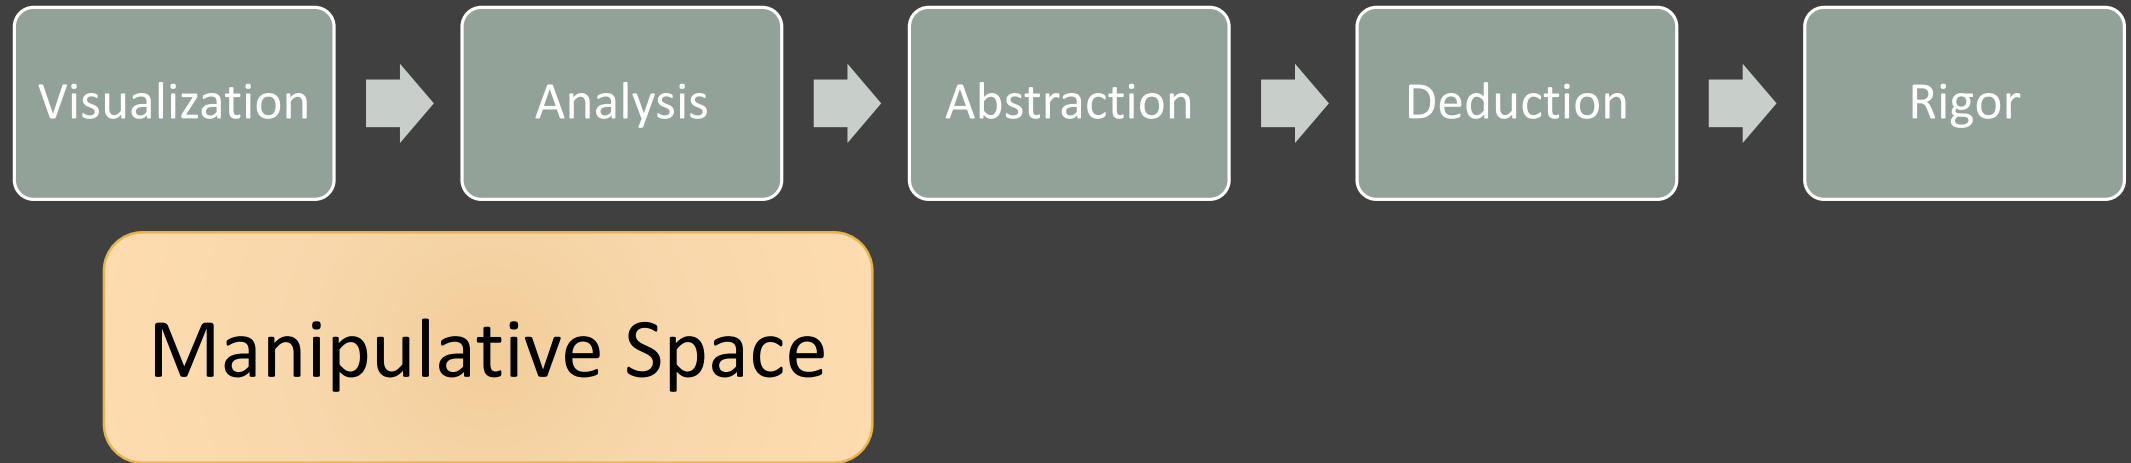 Visualization
Analysis
Abstraction
Deduction
Rigor
Manipulative Space